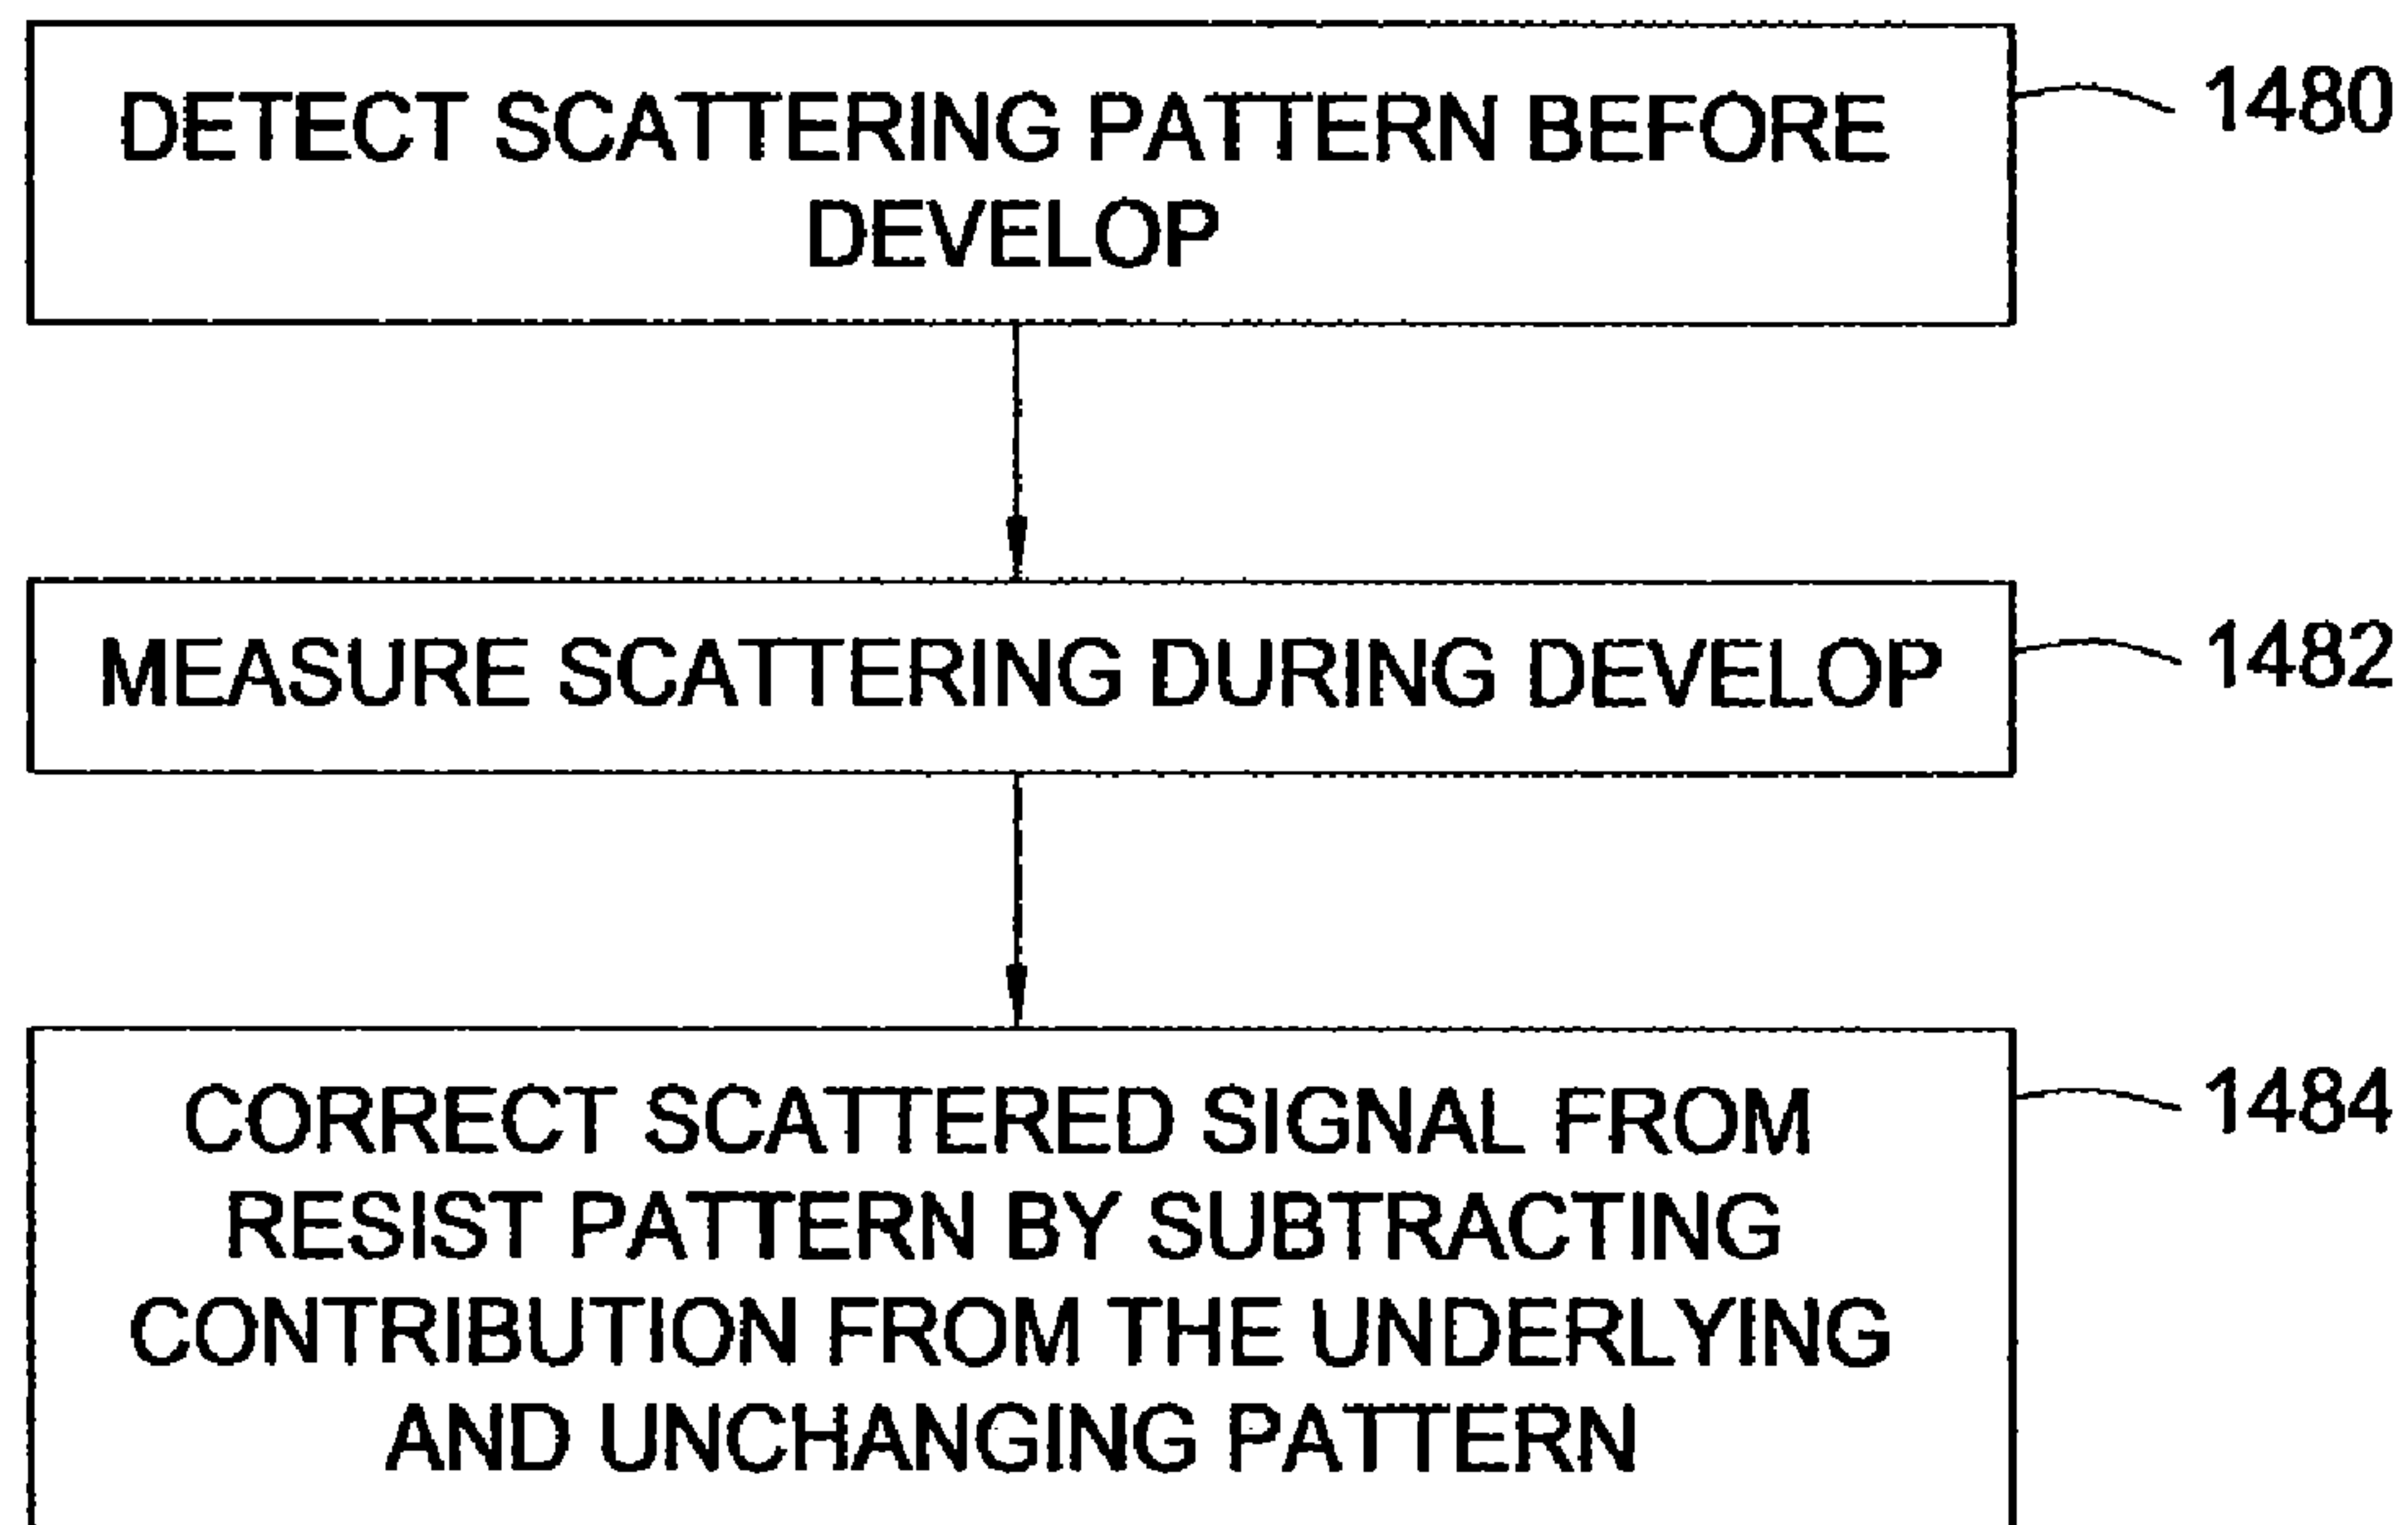 DETECT SCATTERING PATTERN BEFORE
DEVELOP
1480
MEASURE SCATTERING DURING DEVELOP
1482
CORRECT SCATTERED SIGNAL FROM
RESIST PATTERN BY SUBTRACTING
CONTRIBUTION FROM THE UNDERLYING
AND UNCHANGING PATTERN
1484